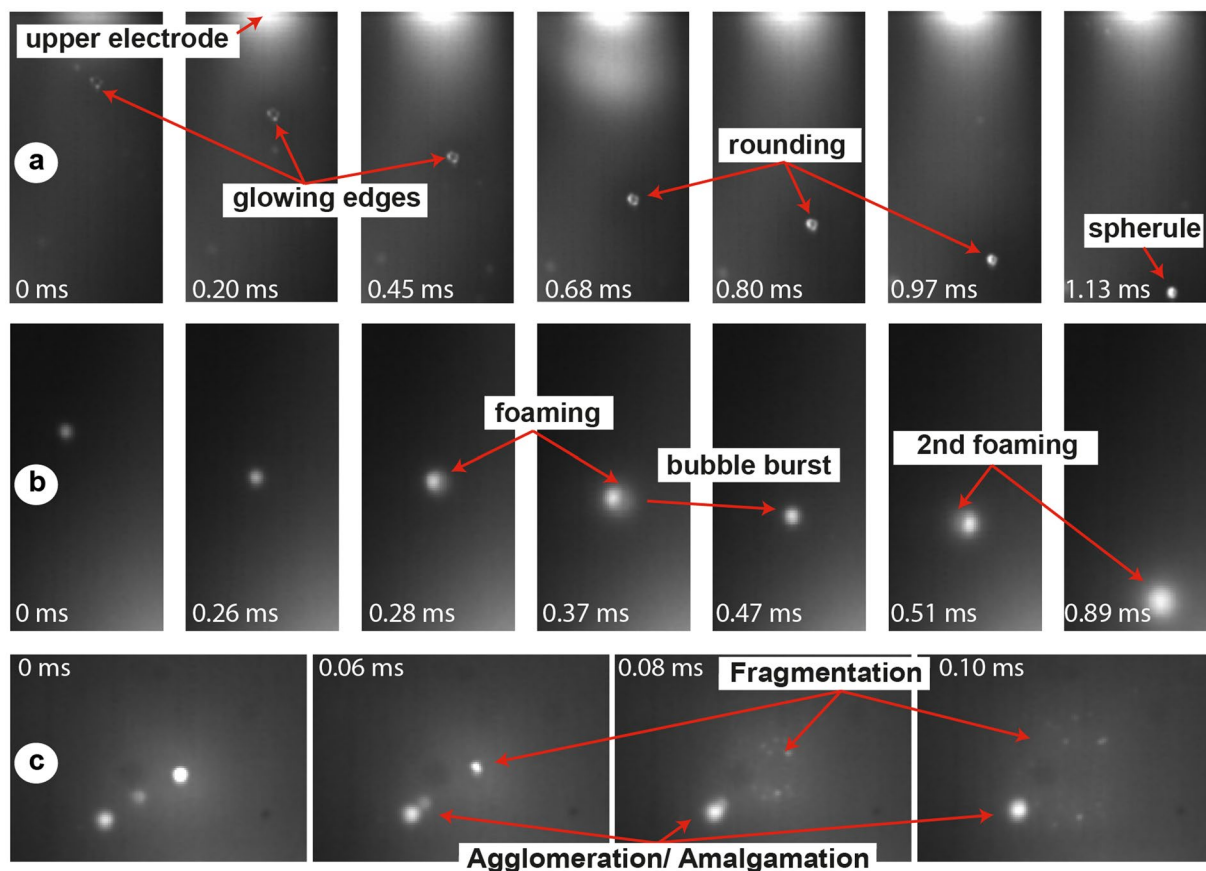 upper electrode
a
glowing edges
rounding
spherule
0 ms
0.20 ms
0.45 ms
0.68 ms
0.80 ms
0.97 ms
1.13 ms
foaming
bubble burst
2nd foaming
b
0 ms
0.26 ms
0.28 ms
0.37 ms
0.47 ms
0.51 ms
0.89 ms
0 ms
0.06 ms
0.08 ms
0.10 ms
Fragmentation
c
Agglomeration/ Amalgamation